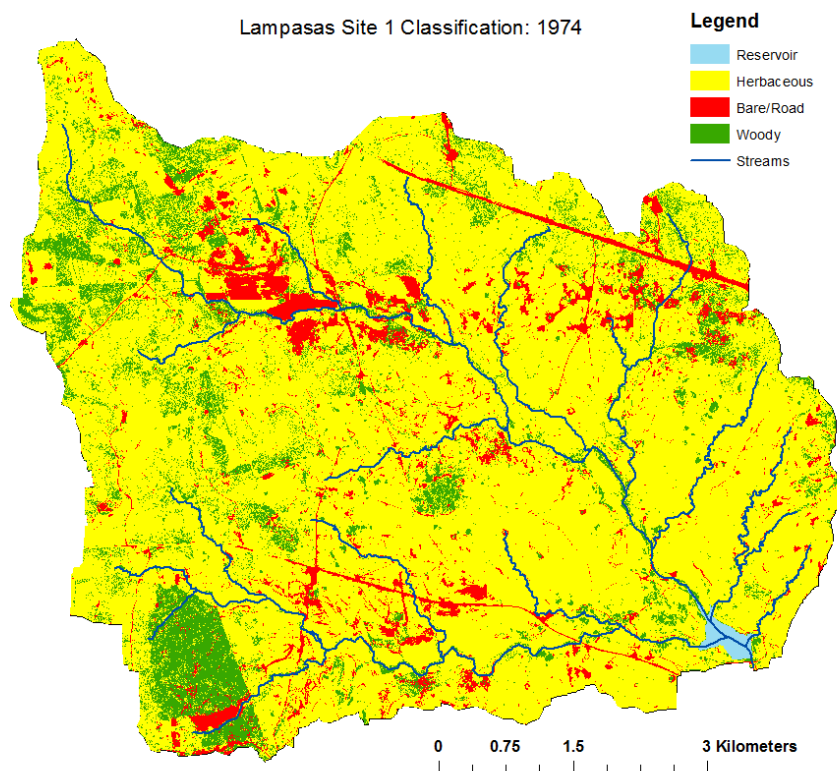 Lampasas Site 1 Classification: 1974
Legend
Reservoir
Herbaceous
Bare/Road
Woody
Streams
0 0.75 1.5 3 Kilometers